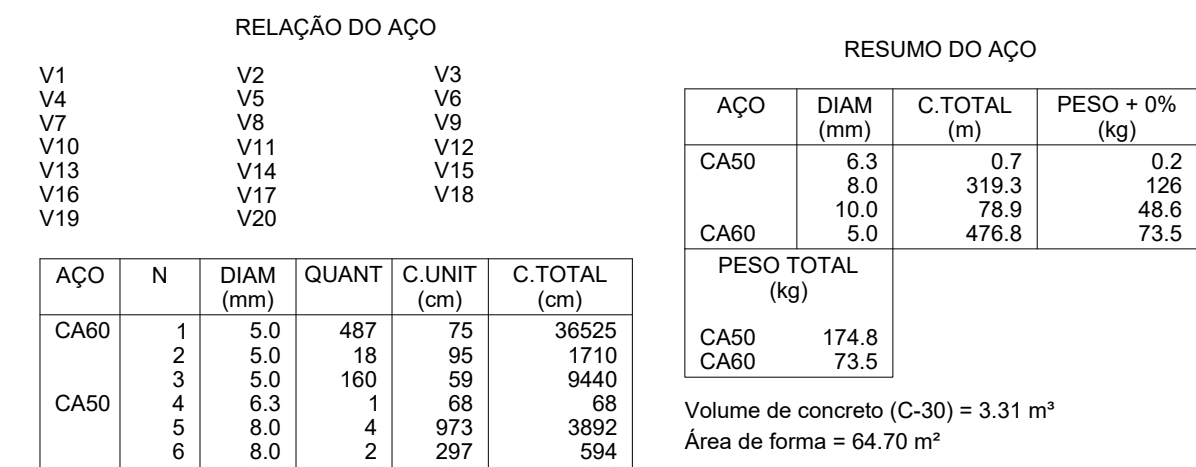 RELAÇÃO DO AÇO
V1 V2 V3
V4 V5 V6
V7 V8 V9
V10 V11 V12
V13 V14 V15
V16 V17 V18
V19 V20
AÇO N DIAM QUANT C.UNIT C.TOTAL
(mm) (cm) (cm)
CA60 1 5.0 487 75 36525
2 5.0 18 95 1710
3 5.0 160 59 9440
CA50 4 6.3 1 68 68
5 8.0 4 973 3892
6 8.0 2 297 594
RESUMO DO AÇO
AÇO DIAM C.TOTAL PESO + 0%
(mm) (m) (kg)
CA50 6.3 0.7 0.2
8.0 319.3 126
10.0 78.9 48.6
CA60 5.0 476.8 73.5
PESO TOTAL
(kg)
CA50 174.8
CA60 73.5
Volume de concreto (C-30) = 3.31 m³
Área de forma = 64.70 m²